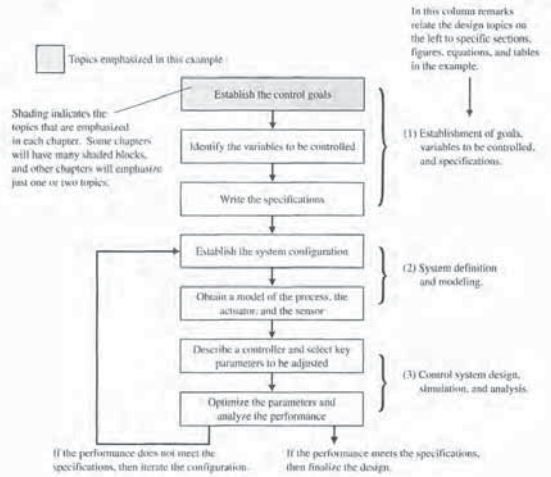 In this column remarks
relate the design topics on
the left to specific sections,
figures, equations, and tables
in the example.
Topics emphasized in this example
Shading indicates the
topics that are emphasized
in each chapter. Some chapters
will have many shaded blocks,
and other chapters will emphasize
just one or two topics.
Establish the control goals
Identify the variables to be controlled
Write the specifications
(1) Establishment of goals,
variables to be controlled,
and specifications.
Establish the system configuration
Obtain a model of the process, the
actuator, and the sensor
(2) System definition
and modeling.
Describe a controller and select key
parameters to be adjusted
Optimize the parameters and
analyze the performance
(3) Control system design,
simulation, and analysis.
If the performance does not meet the
specifications, then iterate the configuration.
If the performance meets the specifications,
then finalize the design.